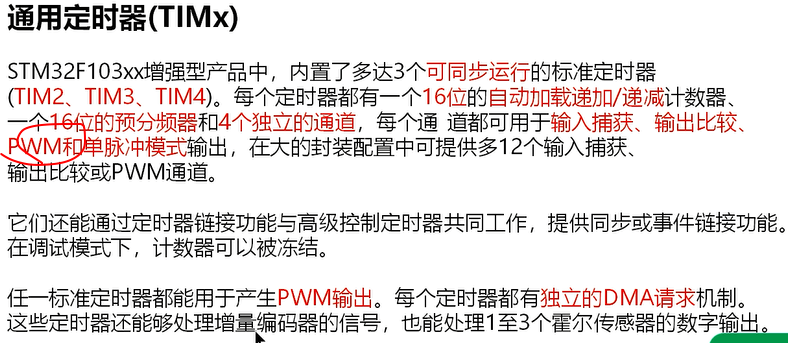 通用定时器(TIMx)
STM32F103xx增强型产品中，内置了多达3个可同步运行的标准定时器
(TIM2、TIM3、TIM4)。每个定时器都有一个16位的自动加载递加/递减计数器、
一个16位的预分频器和4个独立的通道，每个通 道都可用于输入捕获、输出比较、
PWM和单脉冲模式输出，在大的封装配置中可提供多12个输入捕获、
输出比较或PWM通道。
它们还能通过定时器链接功能与高级控制定时器共同工作，提供同步或事件链接功能。
在调试模式下，计数器可以被冻结。
任一标准定时器都能用于产生PWM输出。每个定时器都有独立的DMA请求机制。
这些定时器还能够处理增量编码器的信号，也能处理1至3个霍尔传感器的数字输出。